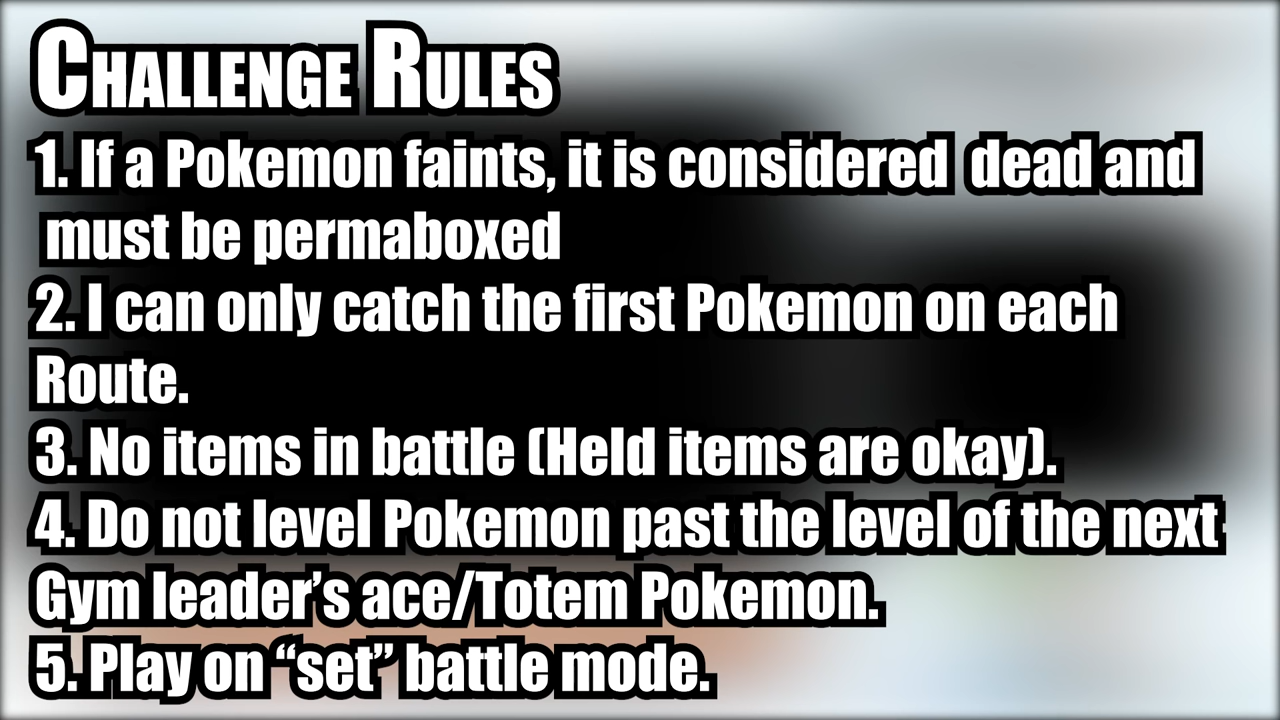 Challenge Rules
1. If a Pokemon faints, it is considered  dead and
must be permaboxed
2. I can only catch the first Pokemon on each
Route.
3. No items in battle (Held items are okay).
4. Do not level Pokemon past the level of the next
Gym leader’s ace/Totem Pokemon.
5. Play on “set” battle mode.